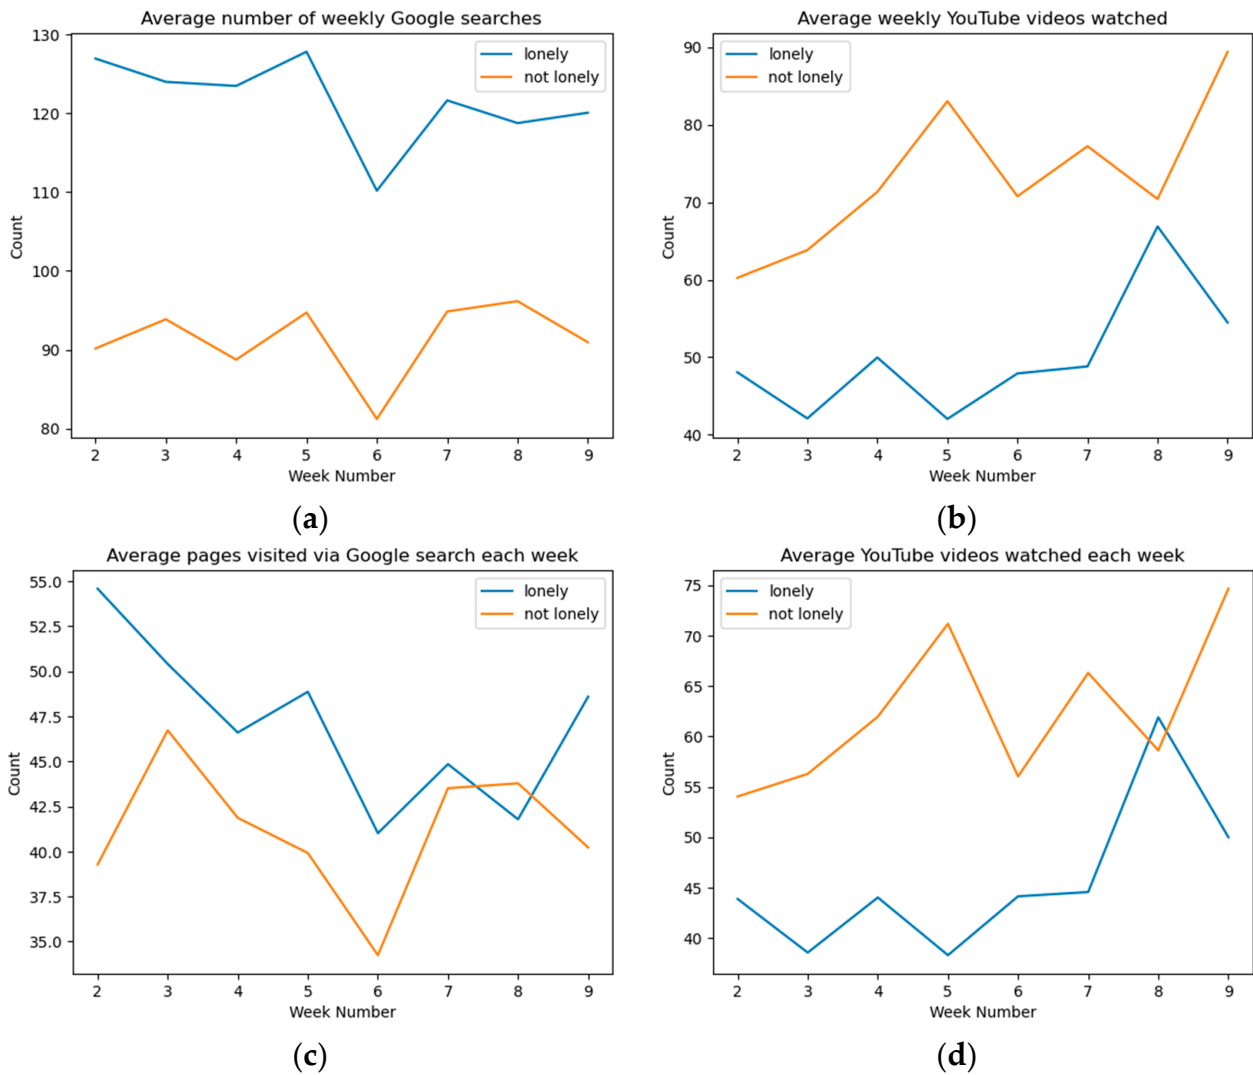 Average number of weekly Google searches
130
120
110
100
90
80
Count
lonely
not lonely
2 3 4 5 6 7 8 9
Week Number
(a)
Average weekly YouTube videos watched
90
80
70
60
50
40
Count
lonely
not lonely
2 3 4 5 6 7 8 9
Week Number
(b)
Average pages visited via Google search each week
55.0
52.5
50.0
47.5
45.0
42.5
40.0
37.5
35.0
Count
lonely
not lonely
2 3 4 5 6 7 8 9
Week Number
(c)
Average YouTube videos watched each week
75
70
65
60
55
50
45
40
Count
lonely
not lonely
2 3 4 5 6 7 8 9
Week Number
(d)